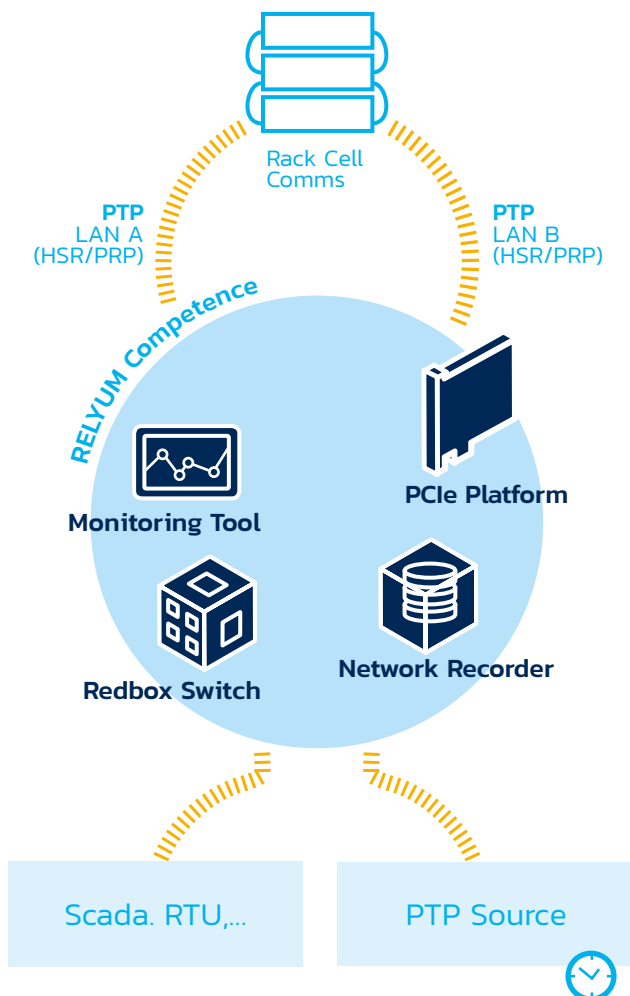 Rack Cell
Comms
PTP
LAN A
(HSR/PRP)
PTP
LAN B
(HSR/PRP)
RELYUM Competence
PCIe Platform
Monitoring Tool
Network Recorder
Redbox Switch
Scada. RTU,...
PTP Source